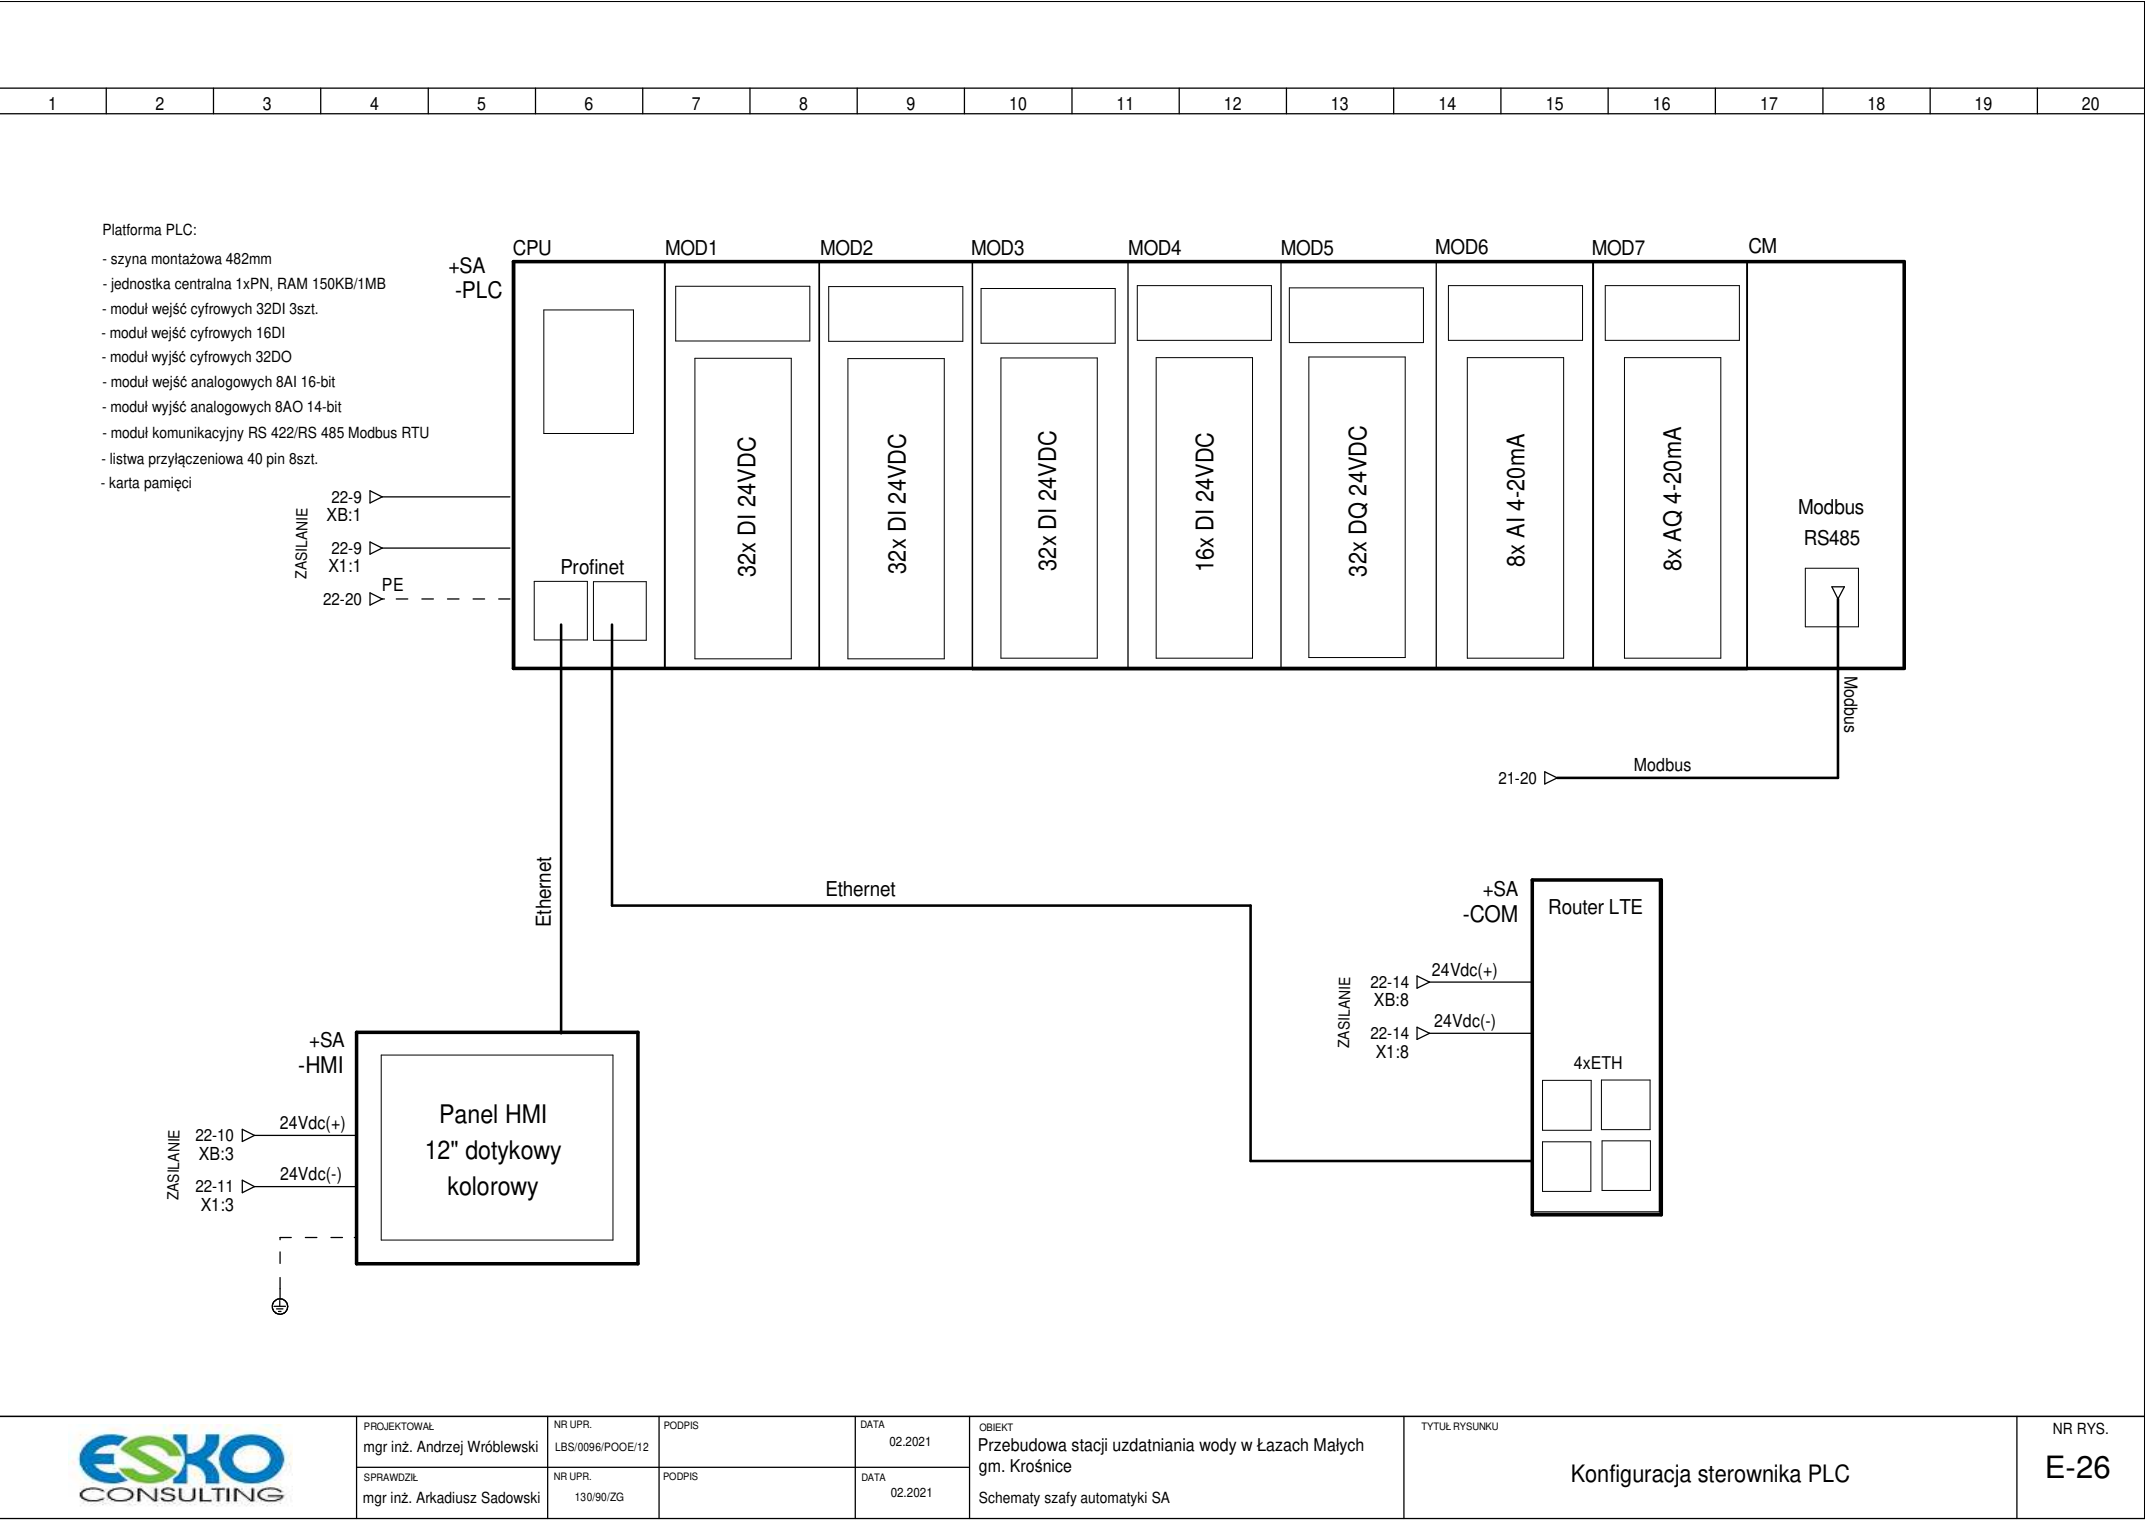 1 2 3 4 5 6 7 8 9 10 11 12 13 14 15 16 17 18 19 20
Platforma PLC:
- szyna montażowa 482mm
- jednostka centralna 1xPN, RAM 150KB/1MB
- moduł wejść cyfrowych 32DI 3szt.
- moduł wejść cyfrowych 16DI
- moduł wyjść cyfrowych 32DO
- moduł wejść analogowych 8AI 16-bit
- moduł wyjść analogowych 8AO 14-bit
- moduł komunikacyjny RS 422/RS 485 Modbus RTU
- listwa przyłączeniowa 40 pin 8szt.
- karta pamięci
+SA
-PLC
CPU MOD1 MOD2 MOD3 MOD4 MOD5 MOD6 MOD7 CM
32x DI 24VDC
32x DI 24VDC
32x DI 24VDC
16x DI 24VDC
32x DQ 24VDC
8x AI 4-20mA
8x AQ 4-20mA
Modbus
RS485
ZASILANIE
22-9
XB:1
22-9
X1:1
22-20
PE
Profinet
Modbus
21-20
Modbus
Ethernet
Ethernet
+SA
-COM
Router LTE
ZASILANIE
22-14
XB:8
24Vdc(+)
22-14
X1:8
24Vdc(-)
4xETH
+SA
-HMI
Panel HMI
12" dotykowy
kolorowy
ZASILANIE
22-10
XB:3
24Vdc(+)
22-11
X1:3
24Vdc(-)
ESKO
CONSULTING
PROJEKTOWAŁ
mgr inż. Andrzej Wróblewski
NR UPR.
LBS/0096/POOE/12
PODPIS
DATA
02.2021
SPRAWDZIŁ
mgr inż. Arkadiusz Sadowski
NR UPR.
130/90/ZG
PODPIS
DATA
02.2021
OBIEKT
Przebudowa stacji uzdatniania wody w Łazach Małych
gm. Krośnice
Schematy szafy automatyki SA
TYTUŁ RYSUNKU
Konfiguracja sterownika PLC
NR RYS.
E-26